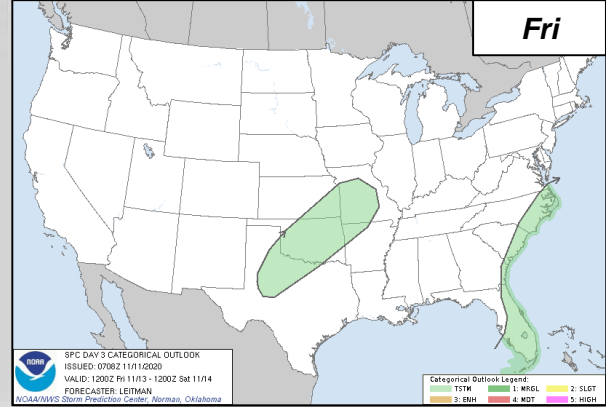 Fri
NOAA
SPC DAY 3 CATEGORICAL OUTLOOK
ISSUED: 0708Z 11/11/2020
VALID: 1200Z Fri 11/13 - 1200Z Sat 11/14
FORECASTER: LEITMAN
NOAA/NWS Storm Prediction Center, Norman, Oklahoma
Categorical Outlook Legend:
TSTM 1: MRGL 2: SLGT
3: ENH 4: MDT 5: HIGH